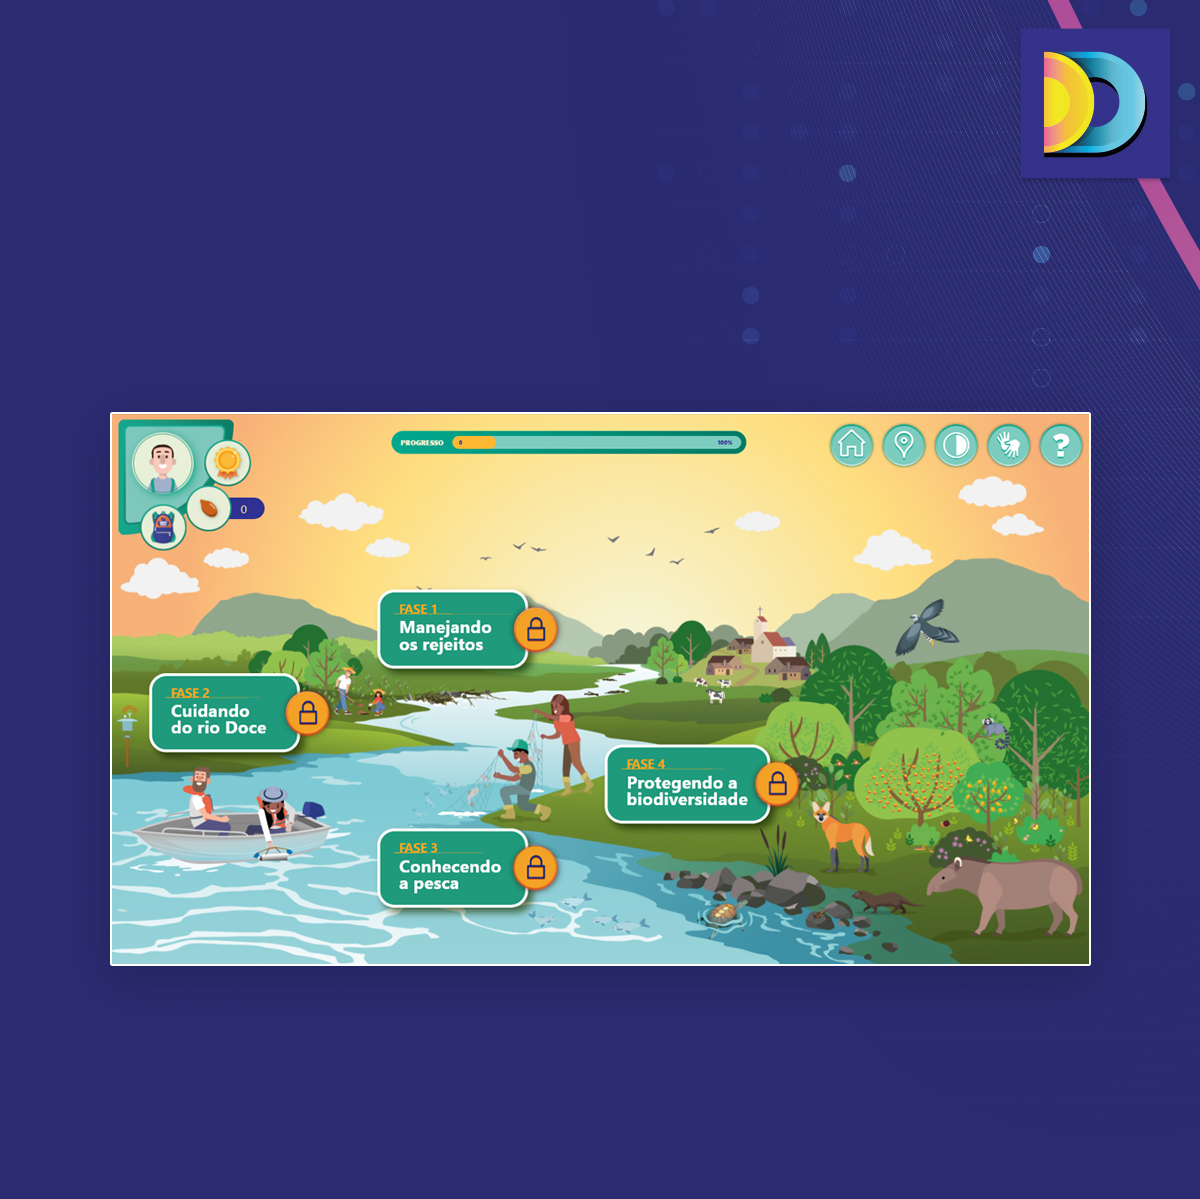 PROGRESSO 0 100%
0
FASE 1
Manejando
os rejeitos
FASE 2
Cuidando
do rio Doce
FASE 4
Protegendo a
biodiversidade
FASE 3
Conhecendo
a pesca
?